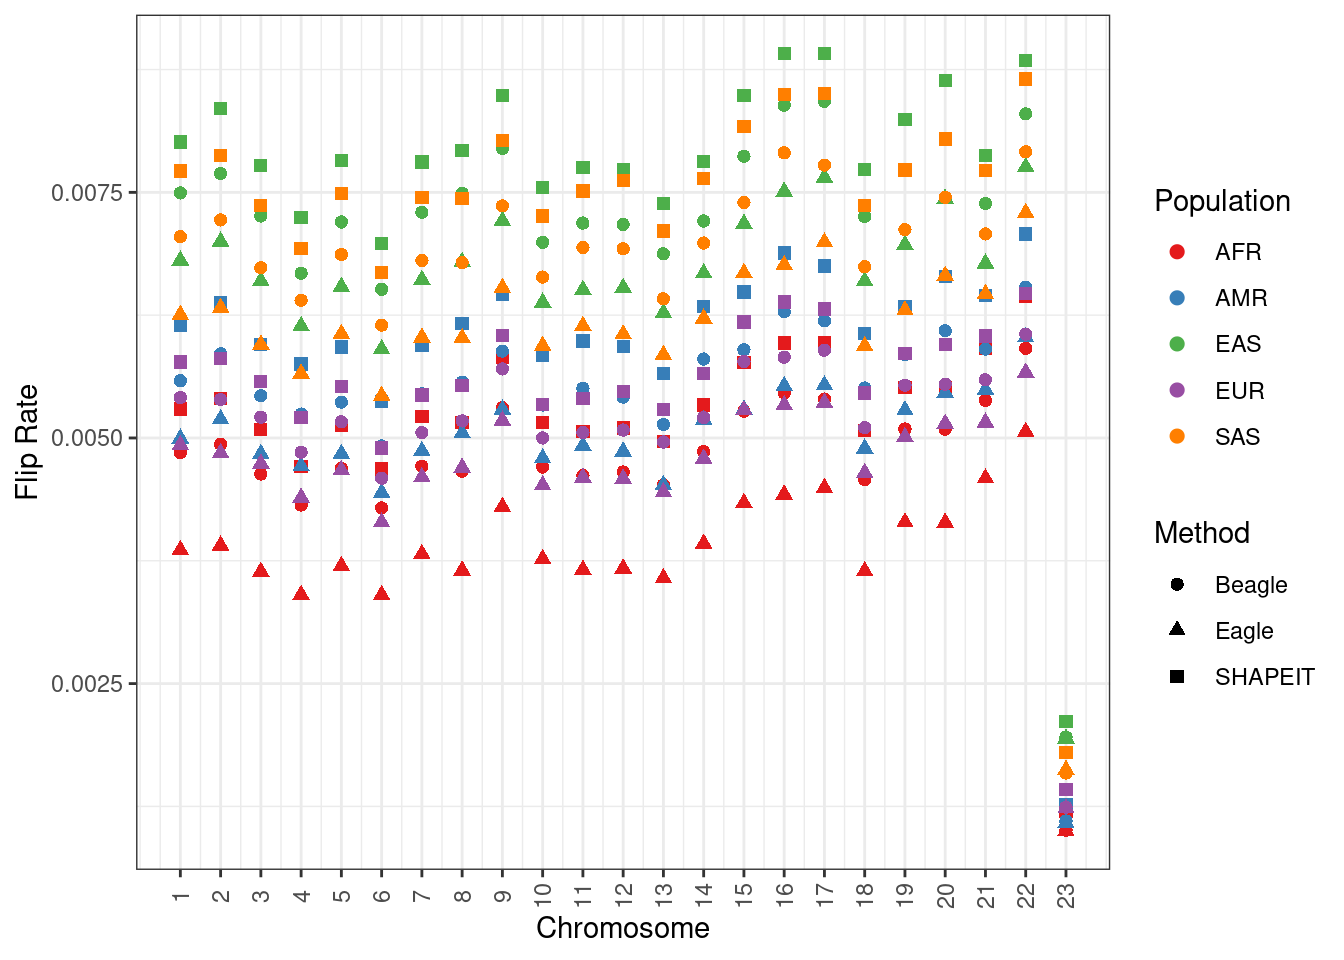 0.0075
0.0050
0.0025
Flip Rate
1 2 3 4 5 6 7 8 9 10 11 12 13 14 15 16 17 18 19 20 21 22 23
Chromosome
Population
AFR
AMR
EAS
EUR
SAS
Method
Beagle
Eagle
SHAPEIT